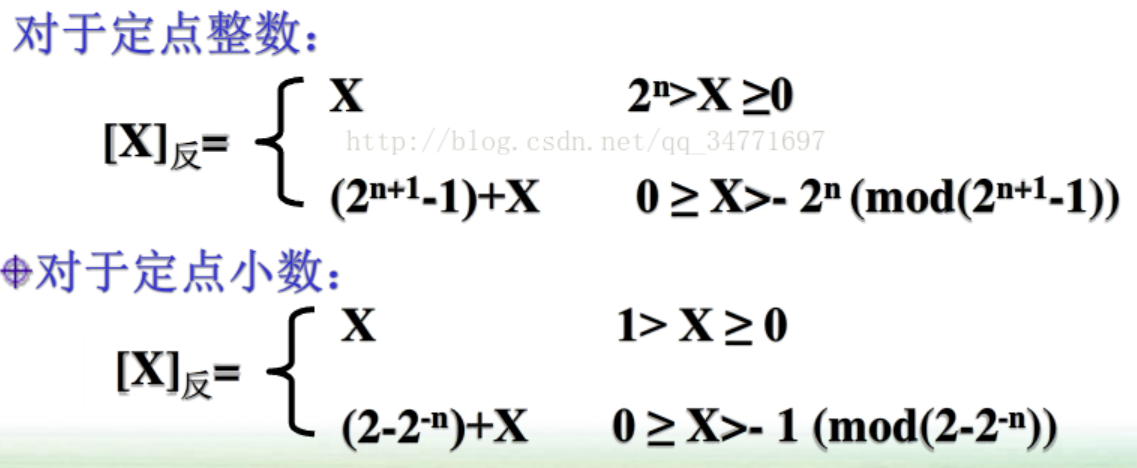 对于定点整数：
X 2ⁿ>X ≥0
[X]反=
http://blog.csdn.net/qq_34771697
(2ⁿ⁺¹-1)+X 0 ≥ X>- 2ⁿ (mod(2ⁿ⁺¹-1))
对于定点小数：
X 1> X ≥ 0
[X]反=
(2-2⁻ⁿ)+X 0 ≥ X>- 1 (mod(2-2⁻ⁿ))